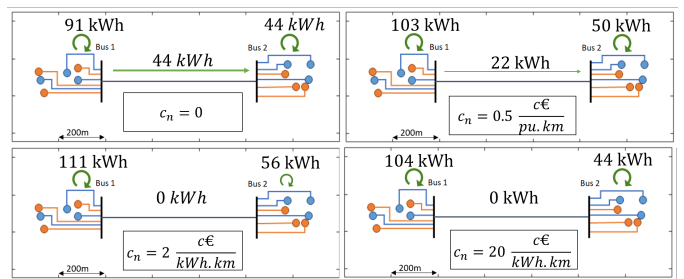 91 kWh
44 kWh
Bus 1
Bus 2
44 kWh
c_n = 0
200m
103 kWh
50 kWh
Bus 1
Bus 2
22 kWh
c_n = 0.5 c€/pu.km
200m
111 kWh
56 kWh
Bus 1
Bus 2
0 kWh
c_n = 2 c€/kWh.km
200m
104 kWh
44 kWh
Bus 1
Bus 2
0 kWh
c_n = 20 c€/kWh.km
200m